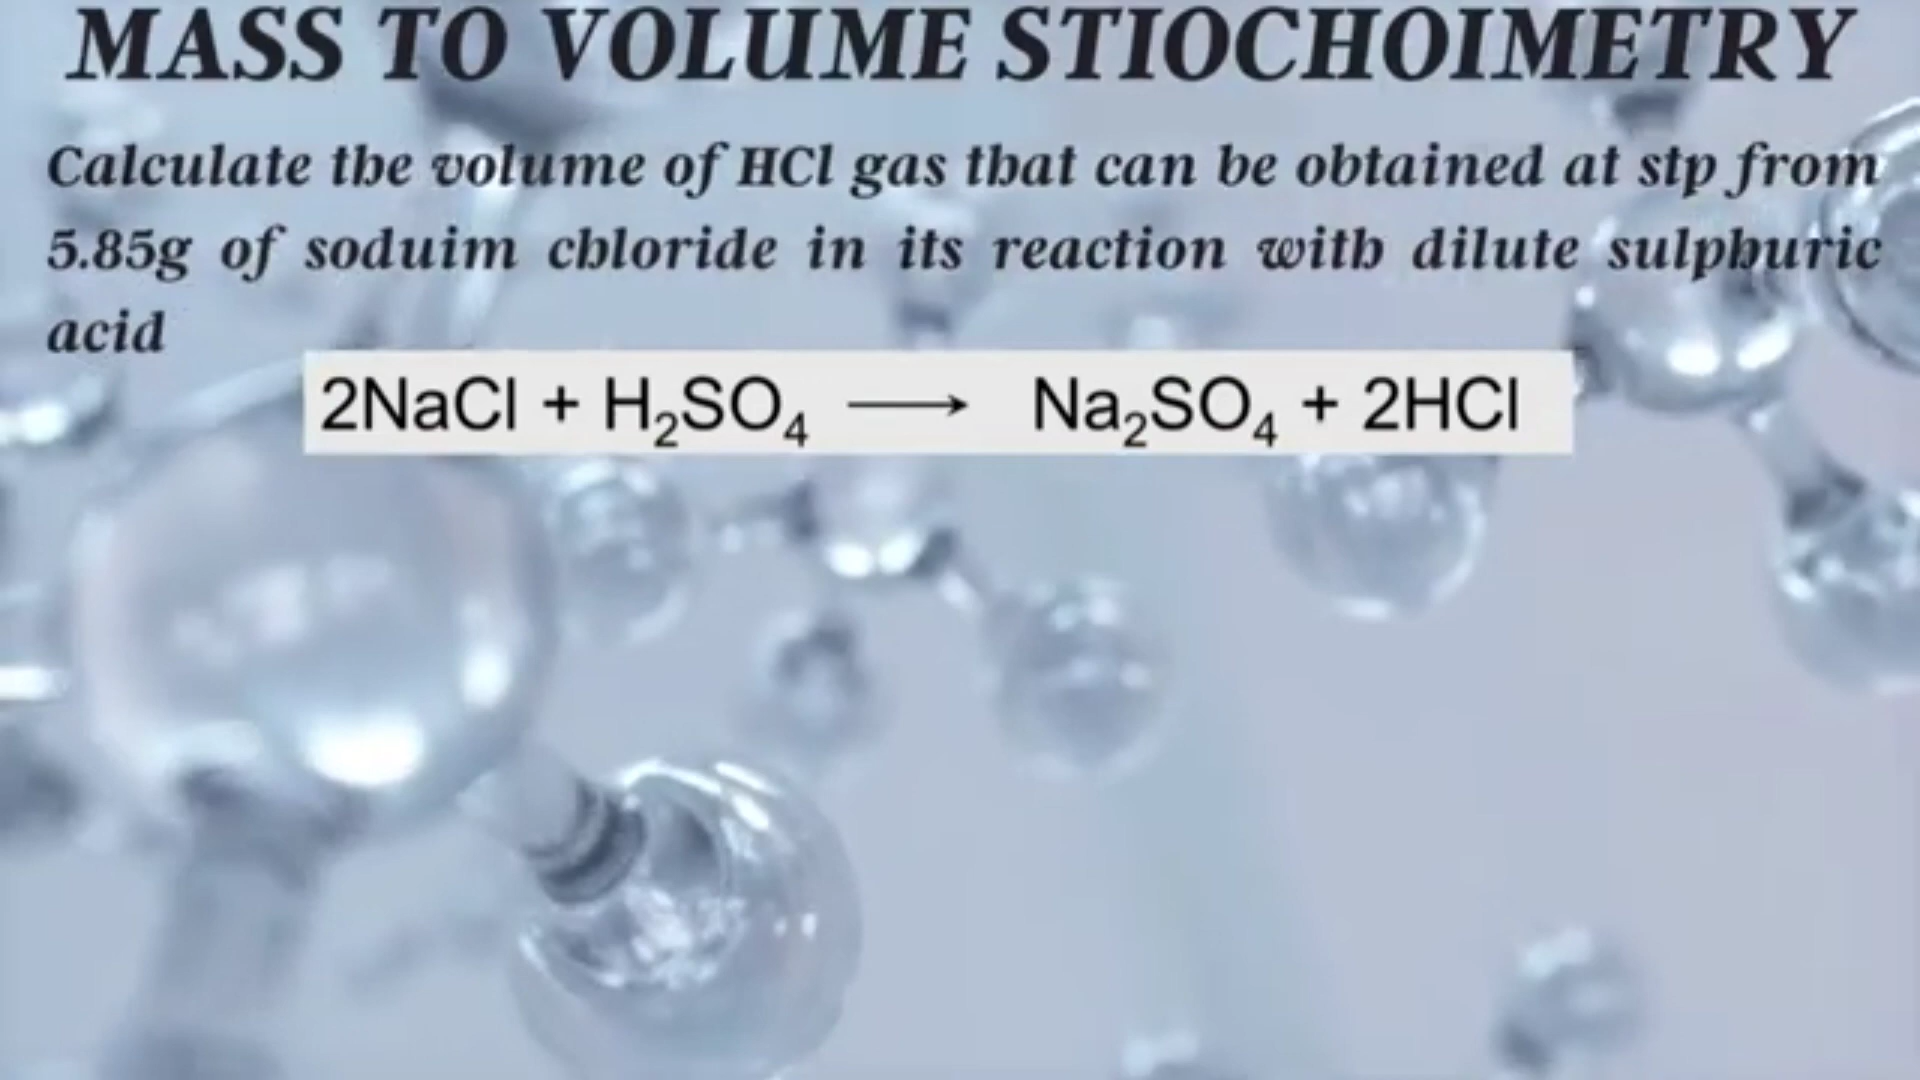 MASS TO VOLUME STIOCHOIMETRY
Calculate the volume of HCl gas that can be obtained at stp from
5.85g of soduim chloride in its reaction with dilute sulphuric
acid
2NaCl + H₂SO₄ ⟶ Na₂SO₄ + 2HCl